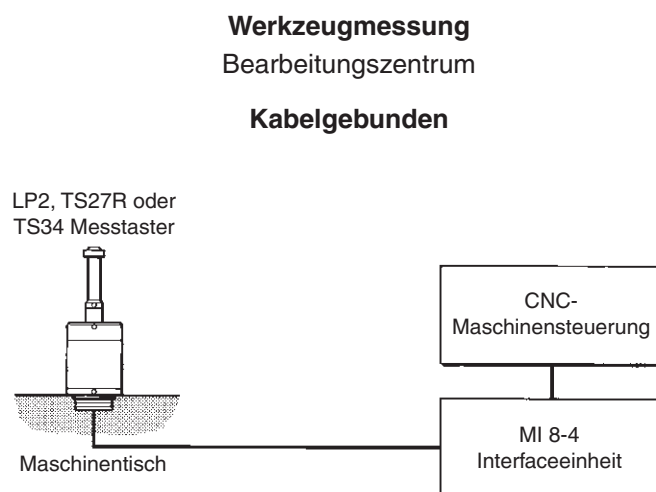 Werkzeugmessung
Bearbeitungszentrum
Kabelgebunden
LP2, TS27R oder
TS34 Messtaster
CNC-
Maschinensteuerung
MI 8-4
Interfaceeinheit
Maschinentisch